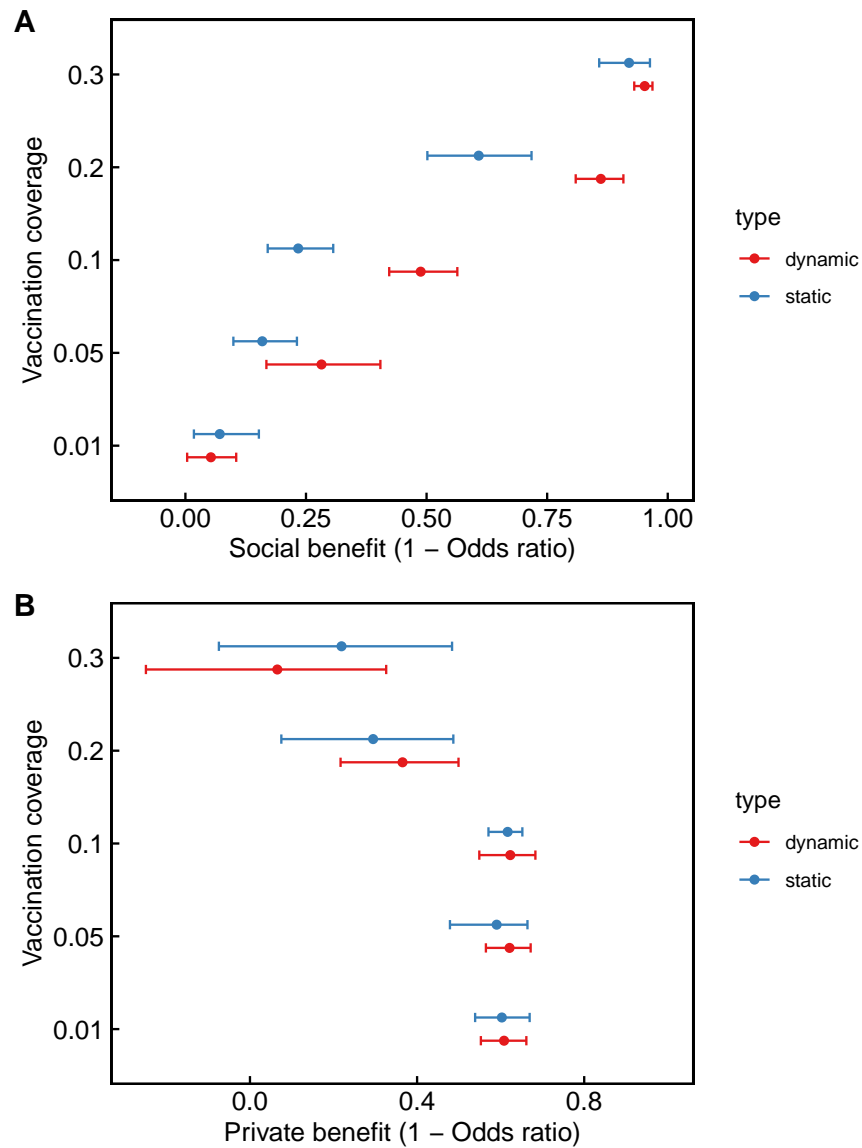 A
Vaccination coverage
0.3
0.2
0.1
0.05
0.01
0.00 0.25 0.50 0.75 1.00
Social benefit (1 − Odds ratio)
type
dynamic
static
B
Vaccination coverage
0.3
0.2
0.1
0.05
0.01
0.0 0.4 0.8
Private benefit (1 − Odds ratio)
type
dynamic
static